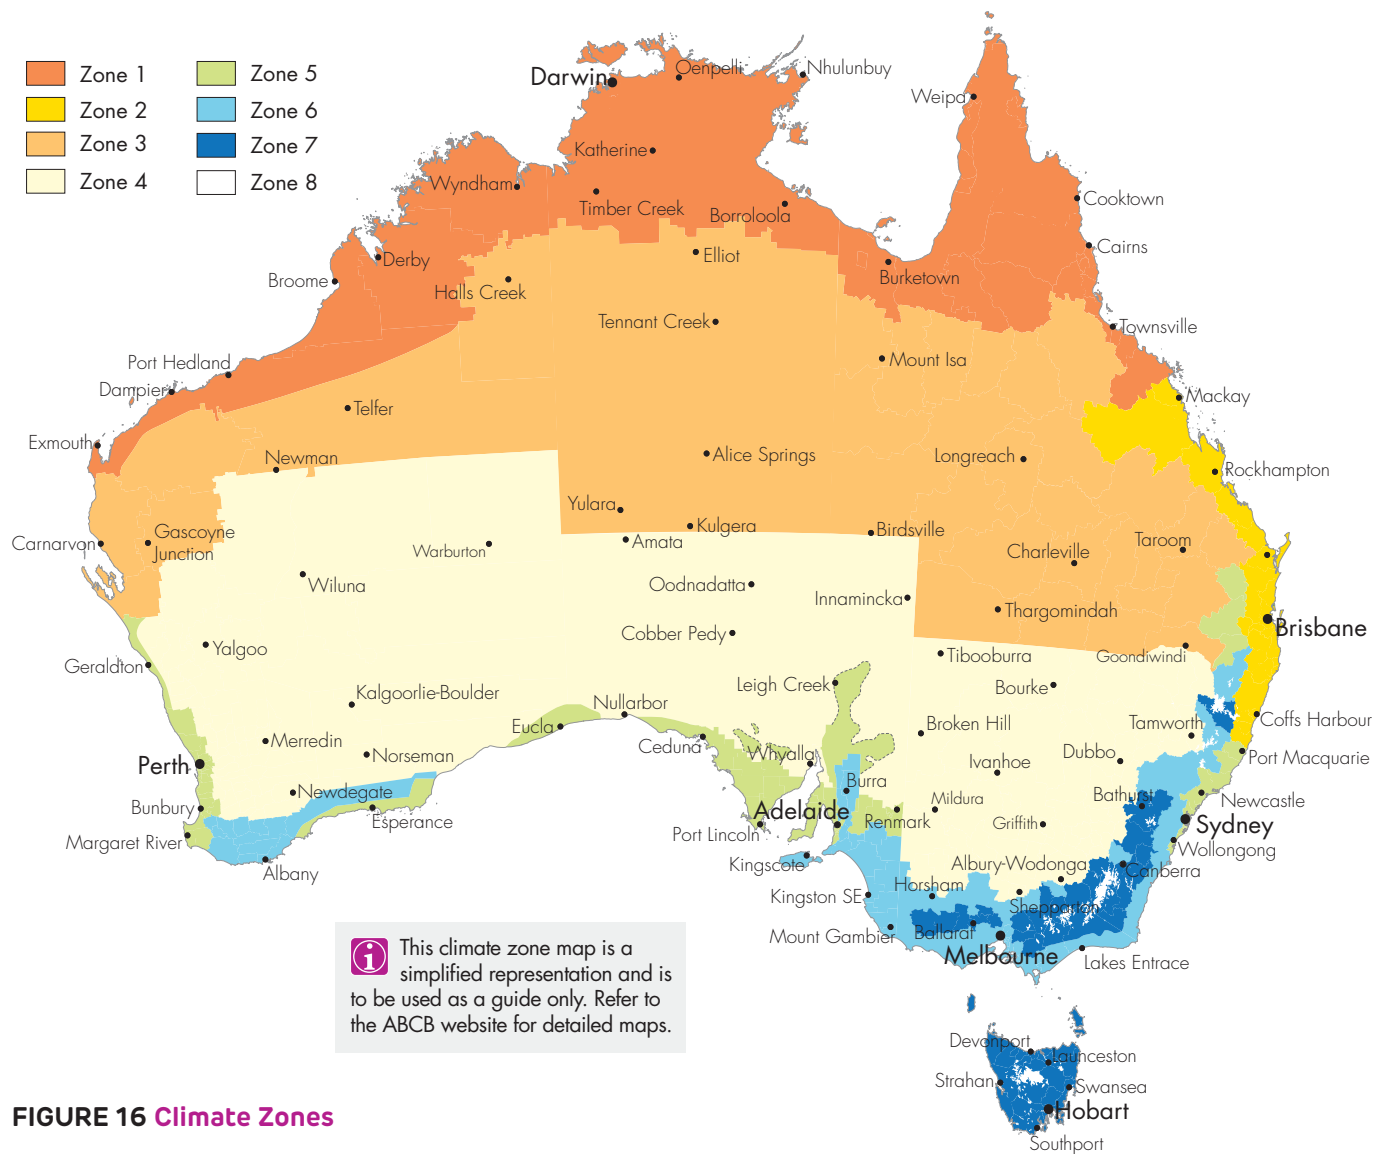 Zone 1
Zone 2
Zone 3
Zone 4
Zone 5
Zone 6
Zone 7
Zone 8
Darwin
Oenpelli
Nhulunbuy
Weipa
Katherine
Wyndham
Timber Creek
Borroloola
Cooktown
Cairns
Derby
Elliot
Broome
Halls Creek
Burketown
Tennant Creek
Townsville
Port Hedland
Mount Isa
Dampier
Telfer
Mackay
Exmouth
Newman
Alice Springs
Longreach
Rockhampton
Yulara
Kulgera
Birdsville
Carnarvon
Gascoyne
Junction
Warburton
Amata
Charleville
Taroom
Wiluna
Oodnadatta
Innamincka
Thargomindah
Cobber Pedy
Brisbane
Yalgoo
Geraldton
Tibooburra
Goondiwindi
Leigh Creek
Bourke
Kalgoorlie-Boulder
Nullarbor
Eucla
Broken Hill
Tamworth
Coffs Harbour
Merredin
Norseman
Ceduna
Whyalla
Dubbo
Port Macquarie
Perth
Ivanhoe
Burra
Newdegate
Bathurst
Newcastle
Bunbury
Esperance
Adelaide
Mildura
Renmark
Griffith
Sydney
Margaret River
Port Lincoln
Wollongong
Albany
Kingscote
Albury-Wodonga
Canberra
Horsham
Kingston SE
Shepparton
Mount Gambier
Ballarat
Melbourne
Lakes Entrace
This climate zone map is a
simplified representation and is
to be used as a guide only. Refer to
the ABCB website for detailed maps.
Devonport
Launceston
Strahan
Swansea
Hobart
Southport
FIGURE 16 Climate Zones